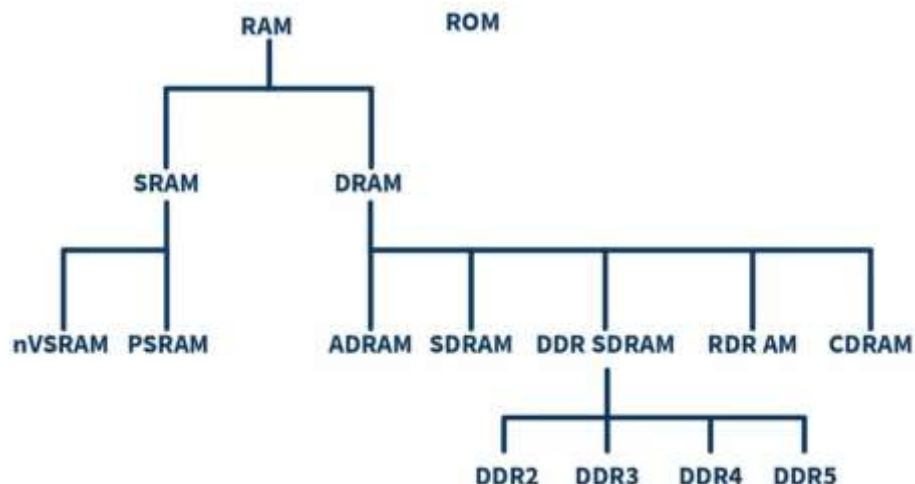 RAM ROM
SRAM DRAM
nVSRAM PSRAM ADRAM SDRAM DDR SDRAM RDR AM CDRAM
DDR2 DDR3 DDR4 DDR5